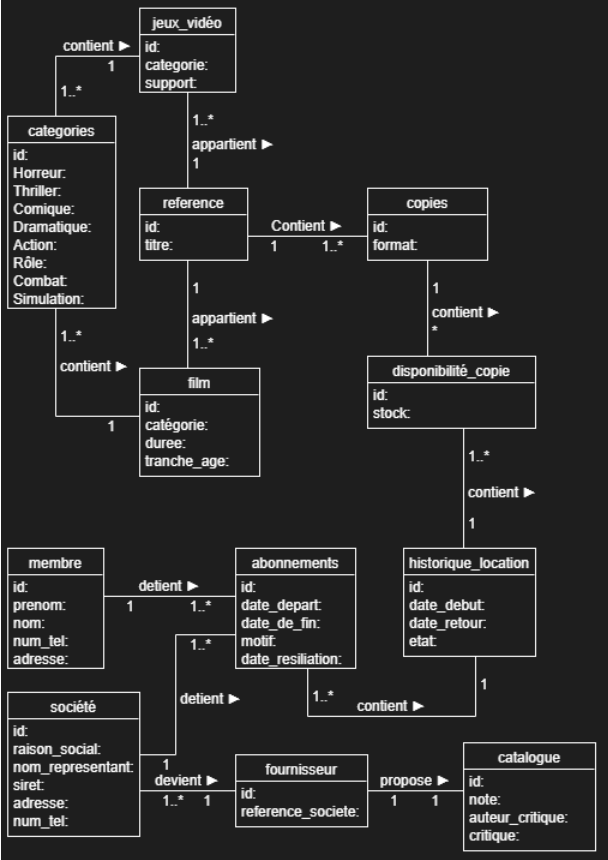 jeux_vidéo
id:
categorie:
support:
contient ►
1
1..*
categories
id:
Horreur:
Thriller:
Comique:
Dramatique:
Action:
Rôle:
Combat:
Simulation:
1..*
appartient ►
1
reference
id:
titre:
Contient ►
1
1..*
copies
id:
format:
1
appartient ►
1..*
1
contient ►
*
1..*
contient ►
1
film
id:
catégorie:
duree:
tranche_age:
disponibilité_copie
id:
stock:
1..*
contient ►
1
membre
id:
prenom:
nom:
num_tel:
adresse:
detient ►
1
1..*
abonnements
id:
date_depart:
date_de_fin:
motif:
date_resiliation:
historique_location
id:
date_debut:
date_retour:
etat:
1..*
detient ►
1
1..*
contient ►
1
société
id:
raison_social:
nom_representant:
siret:
adresse:
num_tel:
devient ►
1..*
1
fournisseur
id:
reference_societe:
propose ►
1
1
catalogue
id:
note:
auteur_critique:
critique: